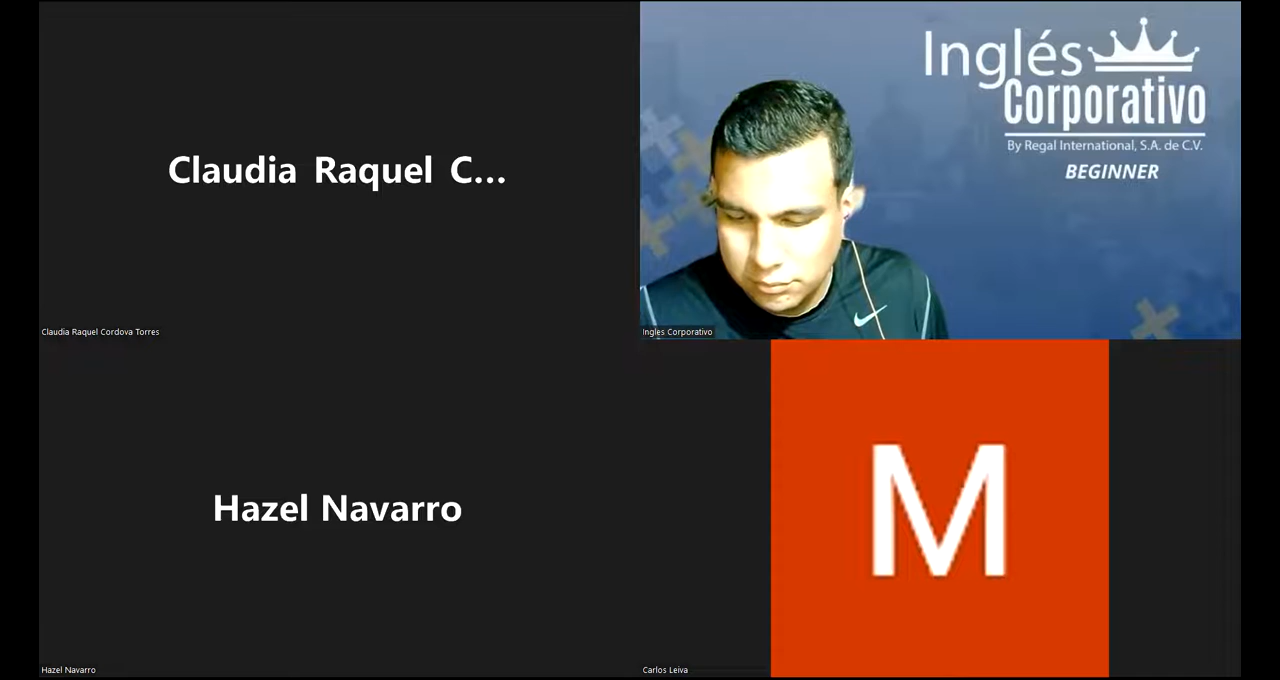 Claudia Raquel C...
Claudia Raquel Cordova Torres
Inglés
Corporativo
By Regal International, S.A. de C.V.
BEGINNER
Ingles Corporativo
Hazel Navarro
Hazel Navarro
M
Carlos Leiva